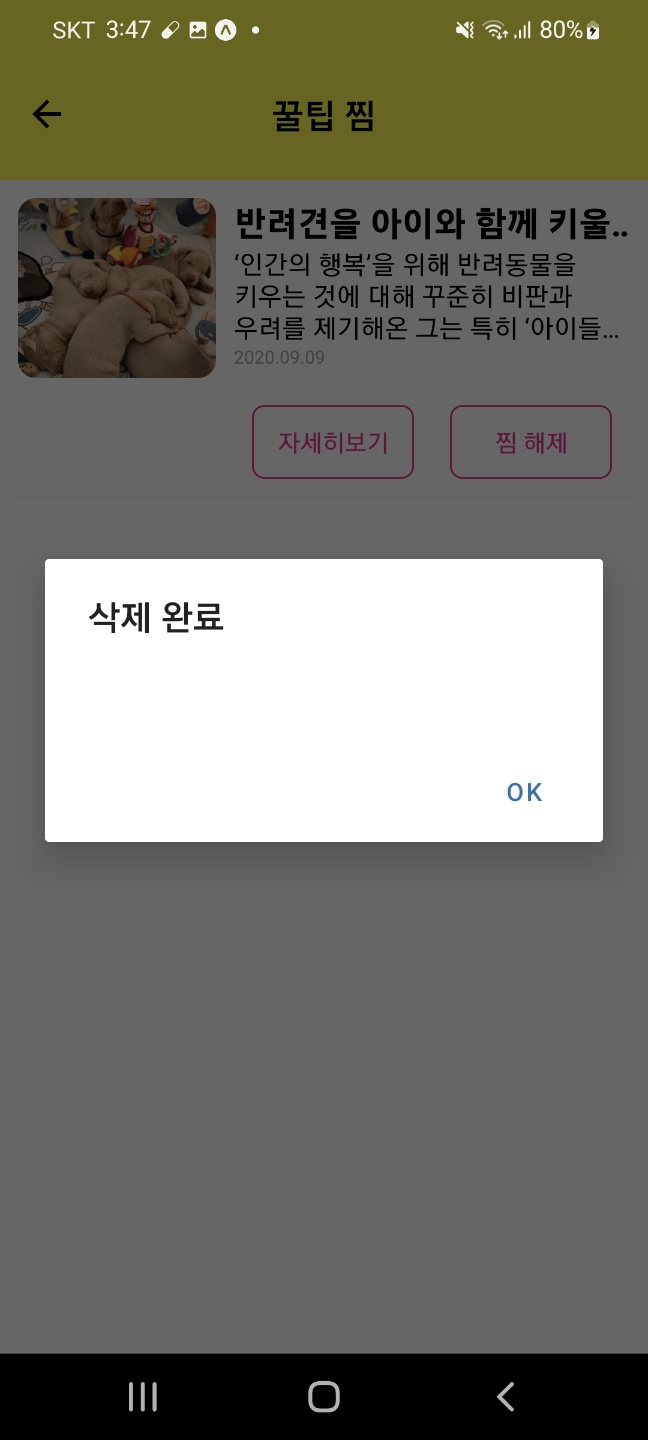 SKT 3:47 80%
꿀팁 찜
반려견을 아이와 함께 키울..
‘인간의 행복’을 위해 반려동물을
키우는 것에 대해 꾸준히 비판과
우려를 제기해온 그는 특히 ‘아이들...
2020.09.09
자세히보기
찜 해제
삭제 완료
OK